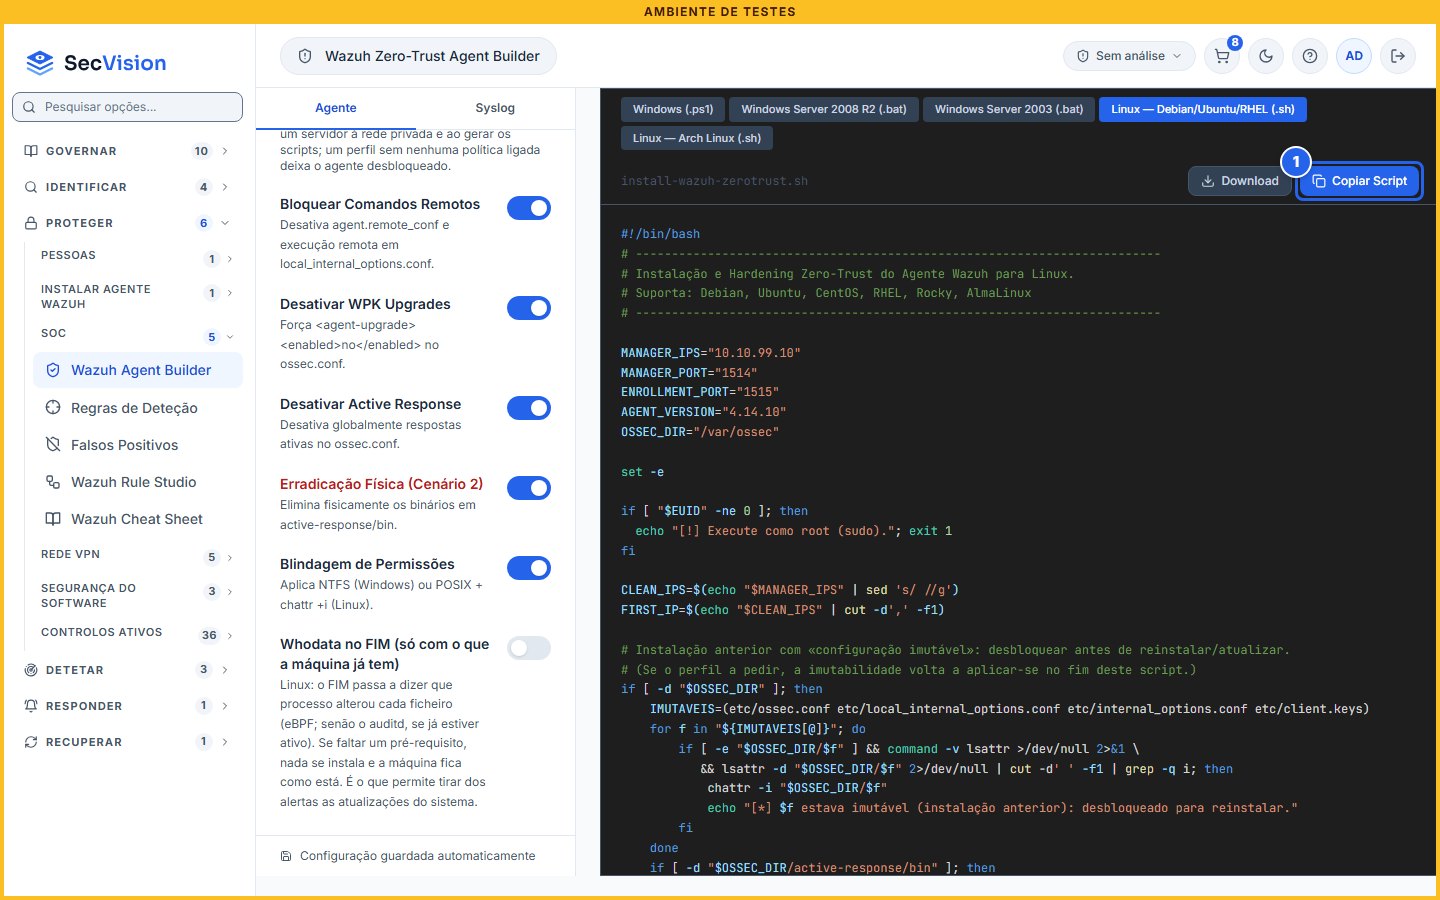 AMBIENTE DE TESTES
SecVision
Pesquisar opções...
GOVERNAR 10
IDENTIFICAR 4
PROTEGER 6
PESSOAS 1
INSTALAR AGENTE WAZUH 1
SOC 5
Wazuh Agent Builder
Regras de Deteção
Falsos Positivos
Wazuh Rule Studio
Wazuh Cheat Sheet
REDE VPN 5
SEGURANÇA DO SOFTWARE 3
CONTROLOS ATIVOS 36
DETETAR 3
RESPONDER 1
RECUPERAR 1
Wazuh Zero-Trust Agent Builder
Sem análise
8
AD
Agente
Syslog
um servidor à rede privada e ao gerar os
scripts; um perfil sem nenhuma política ligada
deixa o agente desbloqueado.
Bloquear Comandos Remotos
Desativa agent.remote_conf e
execução remota em
local_internal_options.conf.
Desativar WPK Upgrades
Força <agent-upgrade>
<enabled>no</enabled> no
ossec.conf.
Desativar Active Response
Desativa globalmente respostas
ativas no ossec.conf.
Erradicação Física (Cenário 2)
Elimina fisicamente os binários em
active-response/bin.
Blindagem de Permissões
Aplica NTFS (Windows) ou POSIX +
chattr +i (Linux).
Whodata no FIM (só com o que
a máquina já tem)
Linux: o FIM passa a dizer que
processo alterou cada ficheiro
(eBPF; senão o auditd, se já estiver
ativo). Se faltar um pré-requisito,
nada se instala e a máquina fica
como está. É o que permite tirar dos
alertas as atualizações do sistema.
Configuração guardada automaticamente
Windows (.ps1)
Windows Server 2008 R2 (.bat)
Windows Server 2003 (.bat)
Linux — Debian/Ubuntu/RHEL (.sh)
Linux — Arch Linux (.sh)
install-wazuh-zerotrust.sh
Download
1
Copiar Script
#!/bin/bash
# -------------------------------------------------------------------------
# Instalação e Hardening Zero-Trust do Agente Wazuh para Linux.
# Suporta: Debian, Ubuntu, CentOS, RHEL, Rocky, AlmaLinux
# -------------------------------------------------------------------------
MANAGER_IPS="10.10.99.10"
MANAGER_PORT="1514"
ENROLLMENT_PORT="1515"
AGENT_VERSION="4.14.10"
OSSEC_DIR="/var/ossec"
set -e
if [ "$EUID" -ne 0 ]; then
  echo "[!] Execute como root (sudo)."; exit 1
fi
CLEAN_IPS=$(echo "$MANAGER_IPS" | sed 's/ //g')
FIRST_IP=$(echo "$CLEAN_IPS" | cut -d',' -f1)
# Instalação anterior com «configuração imutável»: desbloquear antes de reinstalar/atualizar.
# (Se o perfil a pedir, a imutabilidade volta a aplicar-se no fim deste script.)
if [ -d "$OSSEC_DIR" ]; then
    IMUTAVEIS=(etc/ossec.conf etc/local_internal_options.conf etc/internal_options.conf etc/client.keys)
    for f in "${IMUTAVEIS[@]}"; do
        if [ -e "$OSSEC_DIR/$f" ] && command -v lsattr >/dev/null 2>&1 \
           && lsattr -d "$OSSEC_DIR/$f" 2>/dev/null | cut -d' ' -f1 | grep -q i; then
            chattr -i "$OSSEC_DIR/$f"
            echo "[*] $f estava imutável (instalação anterior): desbloqueado para reinstalar."
        fi
    done
    if [ -d "$OSSEC_DIR/active-response/bin" ]; then